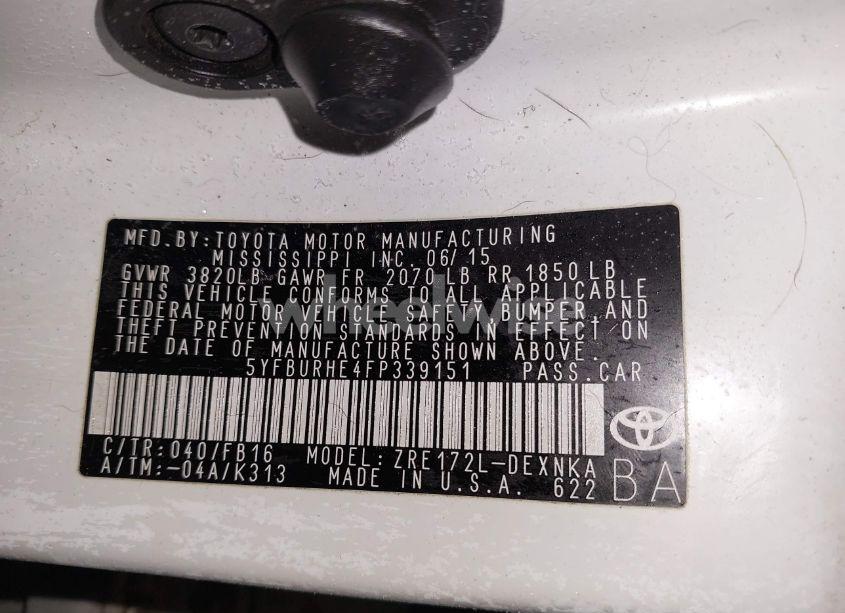 MFD.BY:TOYOTA MOTOR MANUFACTURING
MISSISSIPPI INC. 06/15
GVWR 3820LB GAWR FR 2070 LB RR 1850 LB
THIS VEHICLE CONFORMS TO ALL APPLICABLE
FEDERAL MOTOR VEHICLE SAFETY, BUMPER,AND
THEFT PREVENTION STANDARDS IN EFFECT ON
THE DATE OF MANUFACTURE SHOWN ABOVE.
5YFBURHE4FP339151 PASS.CAR
C/TR:040/FB16 MODEL:ZRE172L-DEXNKA
A/TM:-04A/K313 MADE IN U.S.A. 622 BA
wheelwise